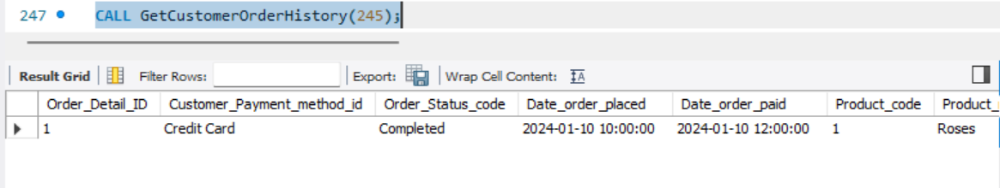 247 CALL GetCustomerOrderHistory(245);
Result Grid Filter Rows: Export: Wrap Cell Content: IA
Order_Detail_ID Customer_Payment_method_id Order_Status_code Date_order_placed Date_order_paid Product_code Product_
1 Credit Card Completed 2024-01-10 10:00:00 2024-01-10 12:00:00 1 Roses